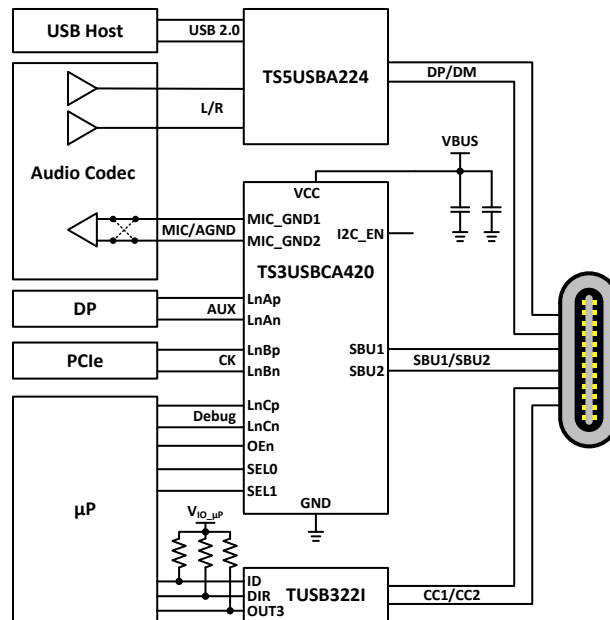 USB Host
USB 2.0
TS5USBA224
DP/DM
L/R
Audio Codec
VBUS
VCC
MIC_GND1
I2C_EN
MIC/AGND
MIC_GND2
TS3USBCA420
DP
AUX
LnAp
LnAn
PCIe
CK
LnBp
LnBn
SBU1
SBU2
SBU1/SBU2
LnCp
Debug
LnCn
OEn
SEL0
SEL1
µP
GND
VIO_µP
ID
DIR
OUT3
TUSB322I
CC1/CC2